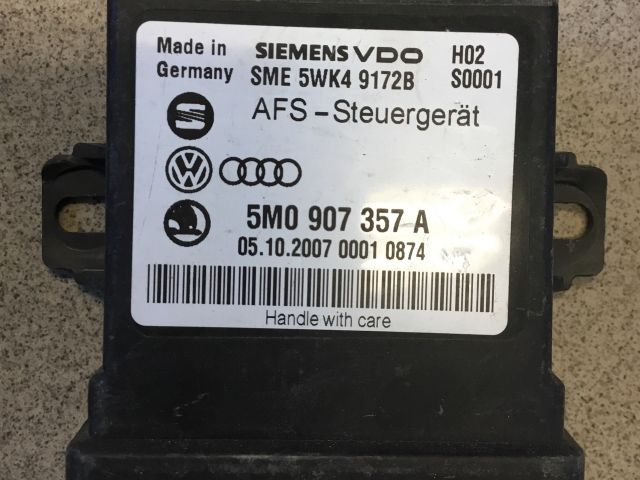 Made in Germany SIEMENS VDO H02
SME 5WK4 9172B S0001
AFS -Steuergerät
5M0 907 357 A
05.10.2007 0001 0874
Handle with care